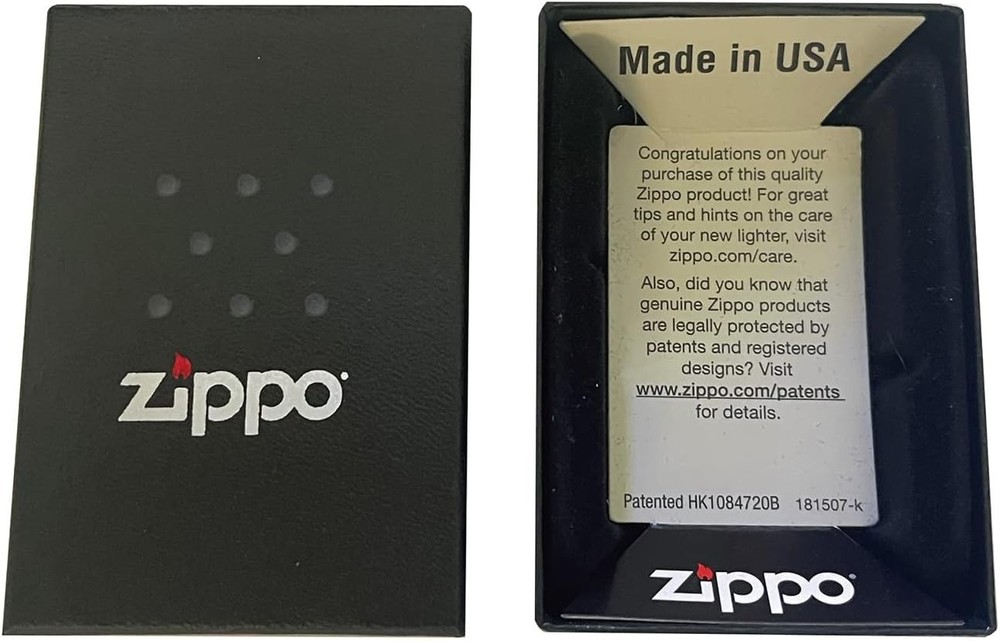 zippo
Made in USA
Congratulations on your
purchase of this quality
Zippo product! For great
tips and hints on the care
of your new lighter, visit
zippo.com/care.
Also, did you know that
genuine Zippo products
are legally protected by
patents and registered
designs? Visit
www.zippo.com/patents
for details.
Patented HK1084720B 181507-k
zippo